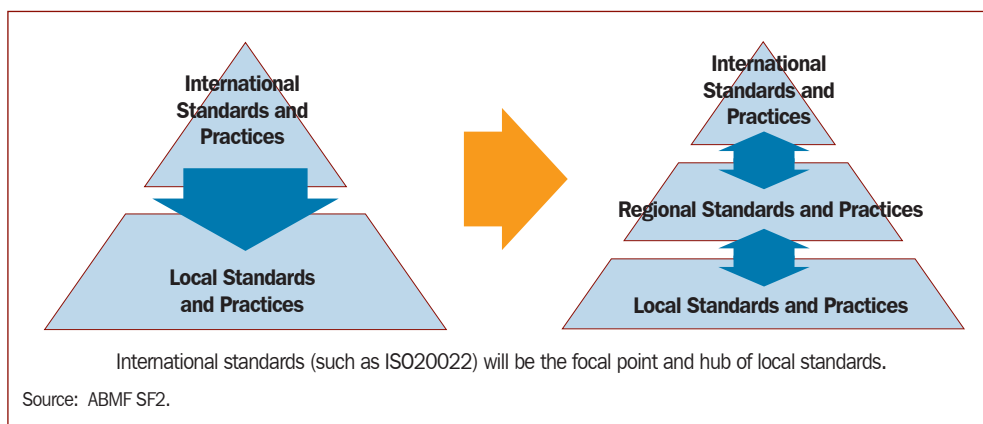 International
Standards and
Practices
Local Standards
and Practices
International
Standards and
Practices
Regional Standards and Practices
Local Standards and Practices
International standards (such as ISO20022) will be the focal point and hub of local standards.
Source: ABMF SF2.